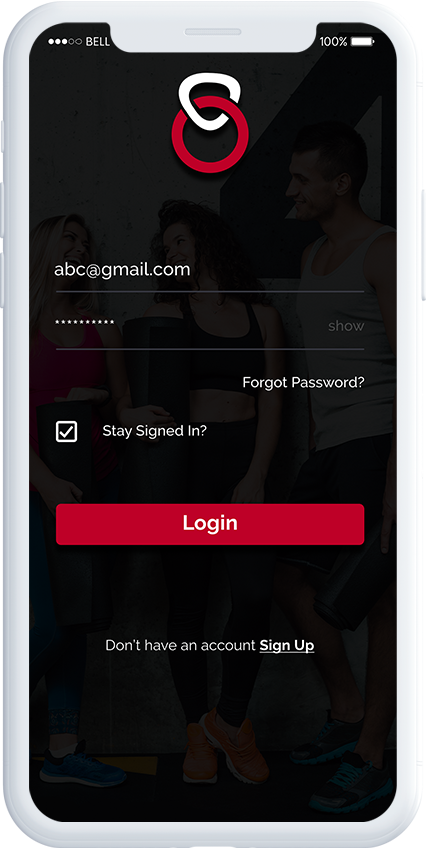 BELL 100%
abc@gmail.com
********** show
Forgot Password?
Stay Signed In?
Login
Don't have an account Sign Up